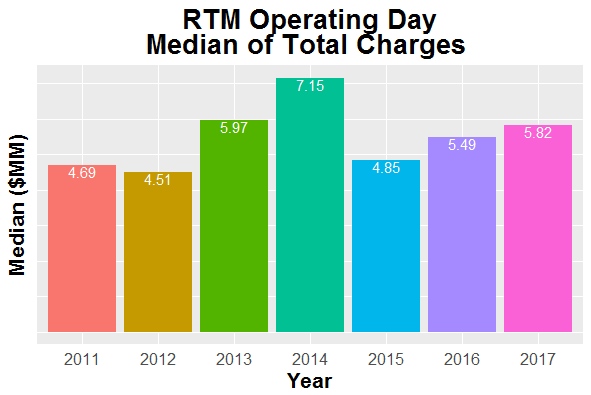 RTM Operating Day
Median of Total Charges
Median ($MM)
4.69
4.51
5.97
7.15
4.85
5.49
5.82
2011 2012 2013 2014 2015 2016 2017
Year